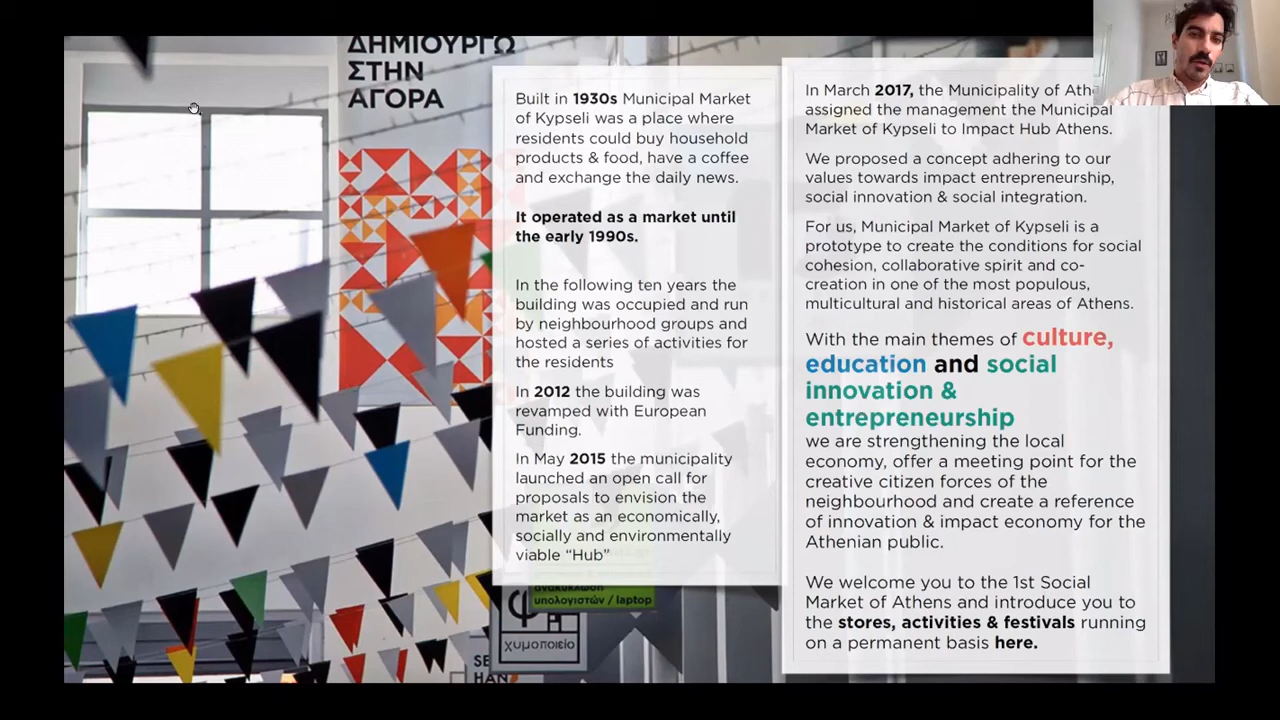 ΔΗΜΙΟΥΡΓΩ
ΣΤΗΝ
ΑΓΟΡΑ
Built in 1930s Municipal Market
of Kypseli was a place where
residents could buy household
products & food, have a coffee
and exchange the daily news.
It operated as a market until
the early 1990s.
In the following ten years the
building was occupied and run
by neighbourhood groups and
hosted a series of activities for
the residents
In 2012 the building was
revamped with European
Funding.
In May 2015 the municipality
launched an open call for
proposals to envision the
market as an economically,
socially and environmentally
viable “Hub”
ανακύκλωση
υπολογιστών / laptop
χυμοποιείο
In March 2017, the Municipality of
assigned the management the Municipal
Market of Kypseli to Impact Hub Athens.
We proposed a concept adhering to our
values towards impact entrepreneurship,
social innovation & social integration.
For us, Municipal Market of Kypseli is a
prototype to create the conditions for social
cohesion, collaborative spirit and co-
creation in one of the most populous,
multicultural and historical areas of Athens.
With the main themes of culture,
education and social
innovation &
entrepreneurship
we are strengthening the local
economy, offer a meeting point for the
creative citizen forces of the
neighbourhood and create a reference
of innovation & impact economy for the
Athenian public.
We welcome you to the 1st Social
Market of Athens and introduce you to
the stores, activities & festivals running
on a permanent basis here.